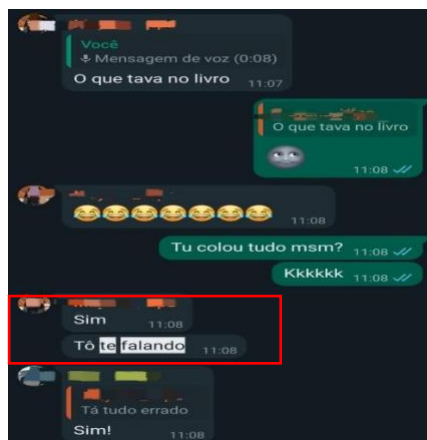 Você
Mensagem de voz (0:08)
O que tava no livro 11:07
O que tava no livro
11:08
11:08
Tu colou tudo msm? 11:08
Kkkkkk 11:08
Sim 11:08
Tô te falando 11:08
Tá tudo errado
Sim! 11:08